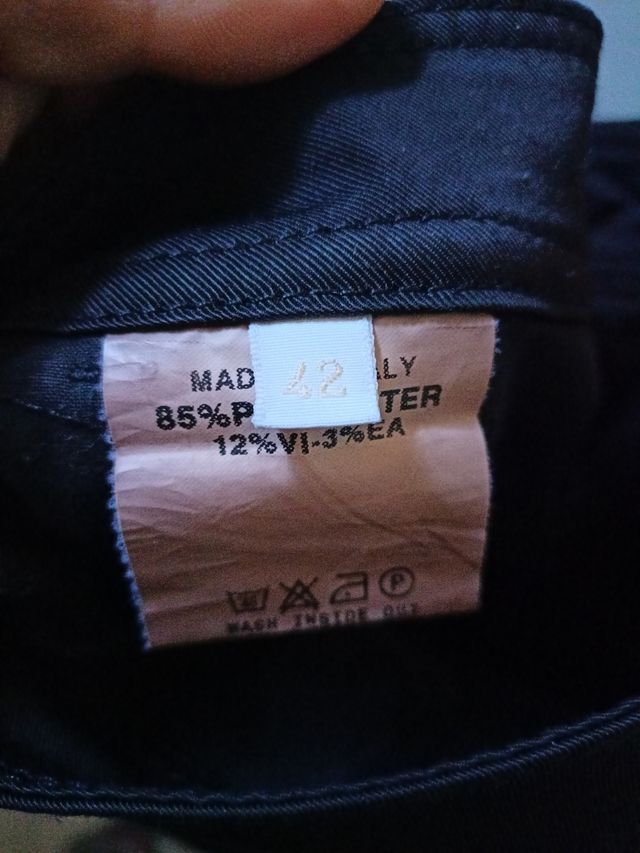 42
MAD LY
85%P TER
12%VI-3%EA
P
WASH INSIDE OUT